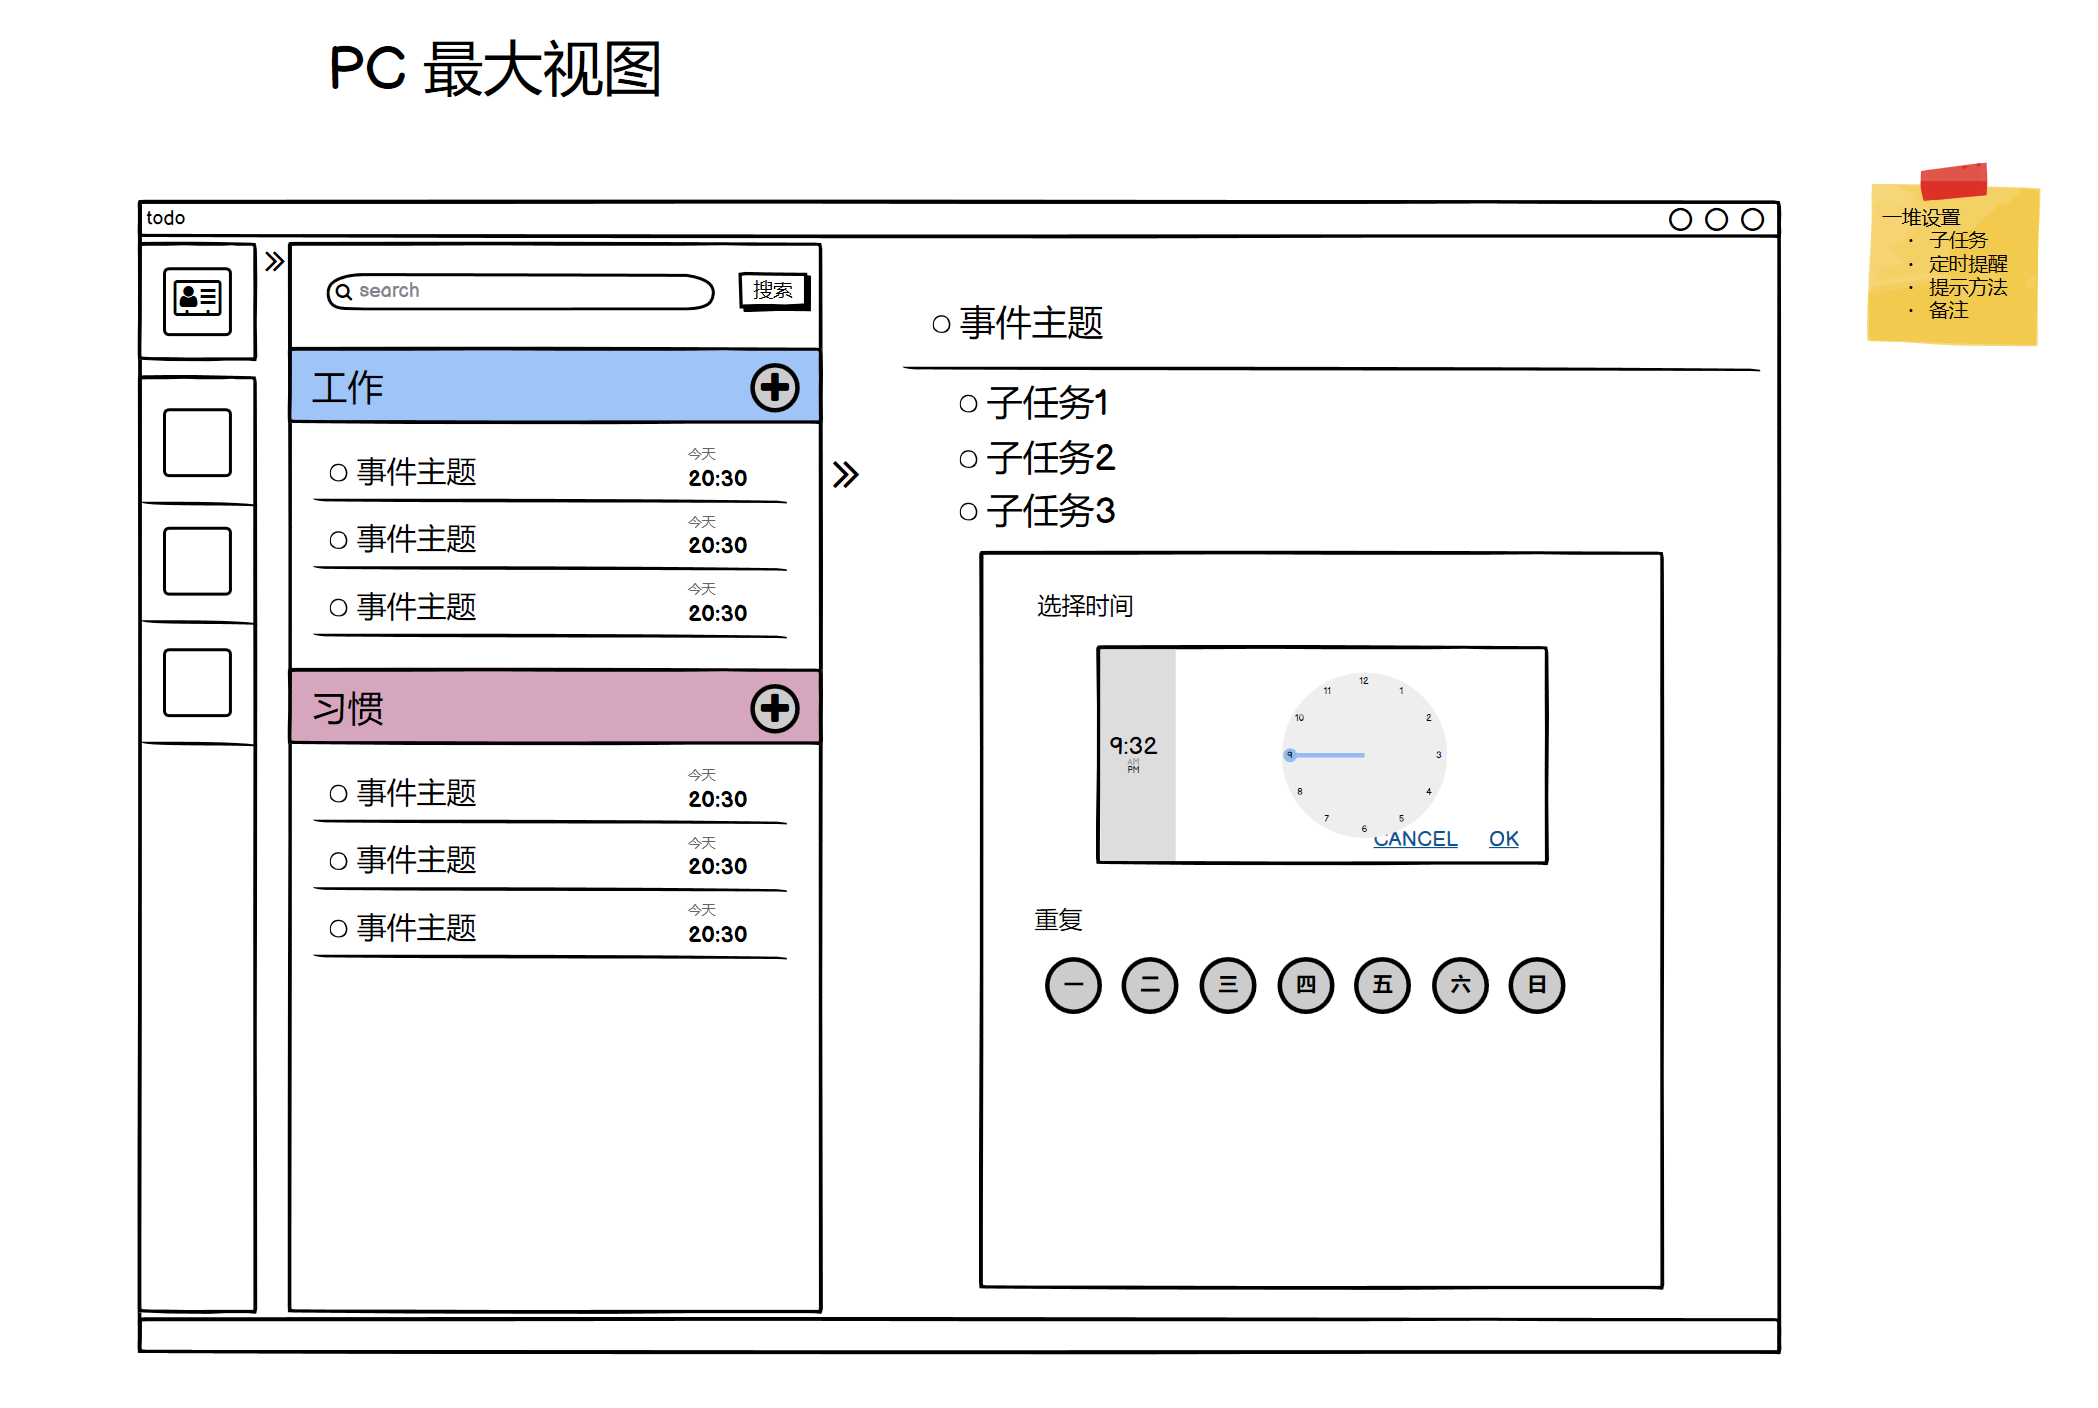 PC 最大视图
todo
search
搜索
工作
事件主题
今天
20:30
事件主题
今天
20:30
事件主题
今天
20:30
习惯
事件主题
今天
20:30
事件主题
今天
20:30
事件主题
今天
20:30
事件主题
子任务1
子任务2
子任务3
选择时间
9:32
AM
PM
12
1
2
3
4
5
6
7
8
9
10
11
CANCEL
OK
重复
一 二 三 四 五 六 日
一堆设置
· 子任务
· 定时提醒
· 提示方法
· 备注